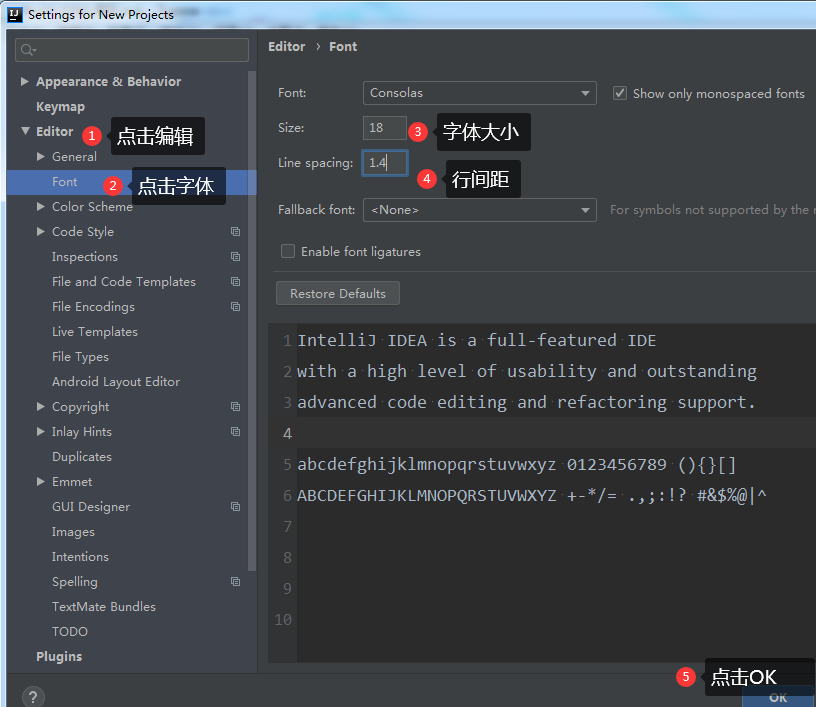 Settings for New Projects
Appearance & Behavior
Keymap
Editor
1 点击编辑
General
Font
2 点击字体
Color Scheme
Code Style
Inspections
File and Code Templates
File Encodings
Live Templates
File Types
Android Layout Editor
Copyright
Inlay Hints
Duplicates
Emmet
GUI Designer
Images
Intentions
Spelling
TextMate Bundles
TODO
Plugins
?
Editor › Font
Font: Consolas Show only monospaced fonts
Size: 18 3 字体大小
Line spacing: 1.4 4 行间距
Fallback font: <None> For symbols not supported by the
Enable font ligatures
Restore Defaults
1 IntelliJ IDEA is a full-featured IDE
2 with a high level of usability and outstanding
3 advanced code editing and refactoring support.
4
5 abcdefghijklmnopqrstuvwxyz 0123456789 (){}[]
6 ABCDEFGHIJKLMNOPQRSTUVWXYZ +-*/= .,;:!? #&$%@|^
7
8
9
10
5 点击OK
OK